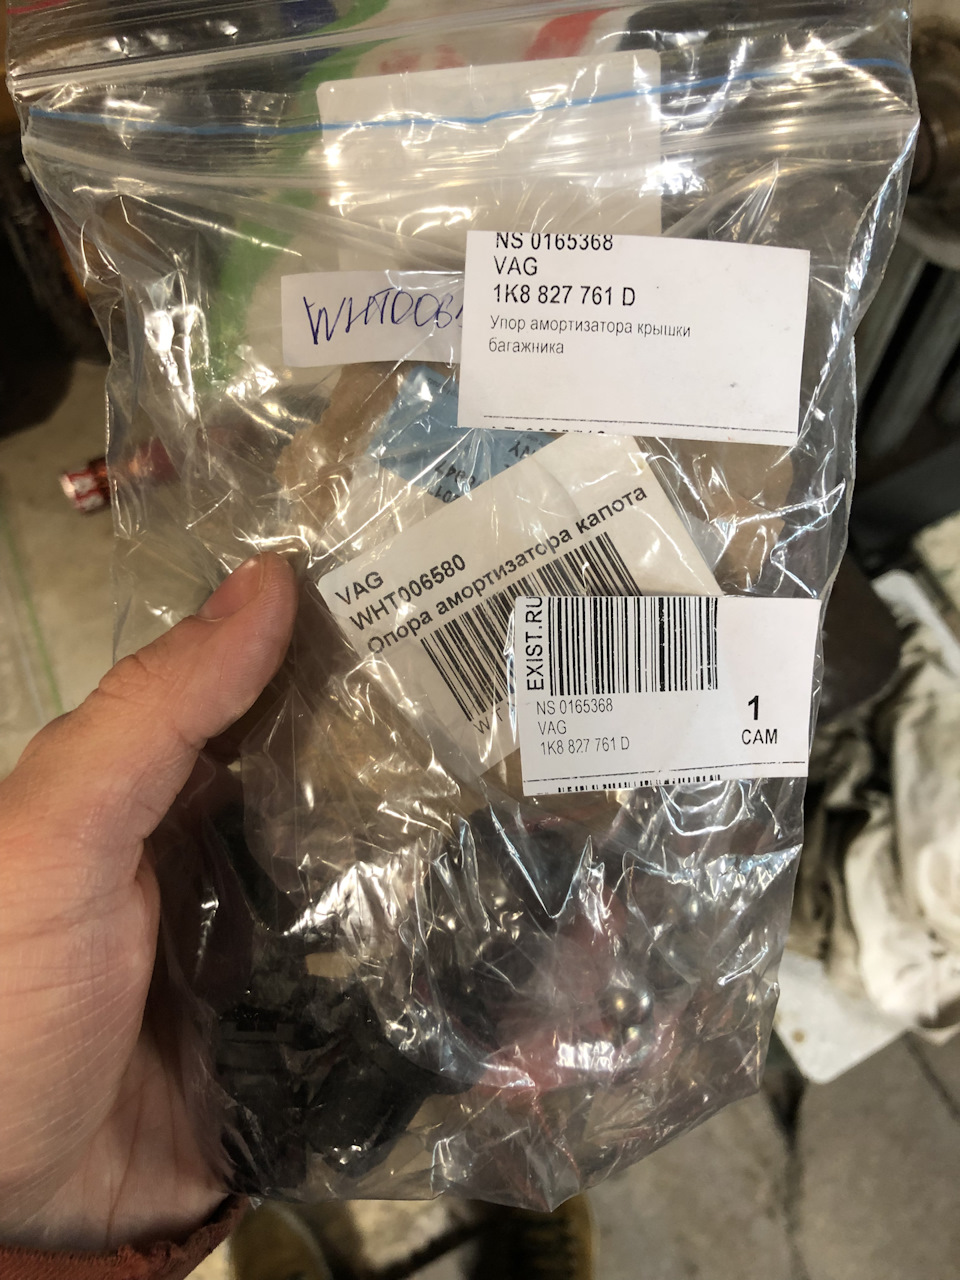 NS 0165368
VAG
1K8 827 761 D
Упор амортизатора крышки
багажника
VAG
WHT006580
Опора амортизатора капота
EXIST.RU
NS 0165368
VAG
1K8 827 761 D
1
CAM